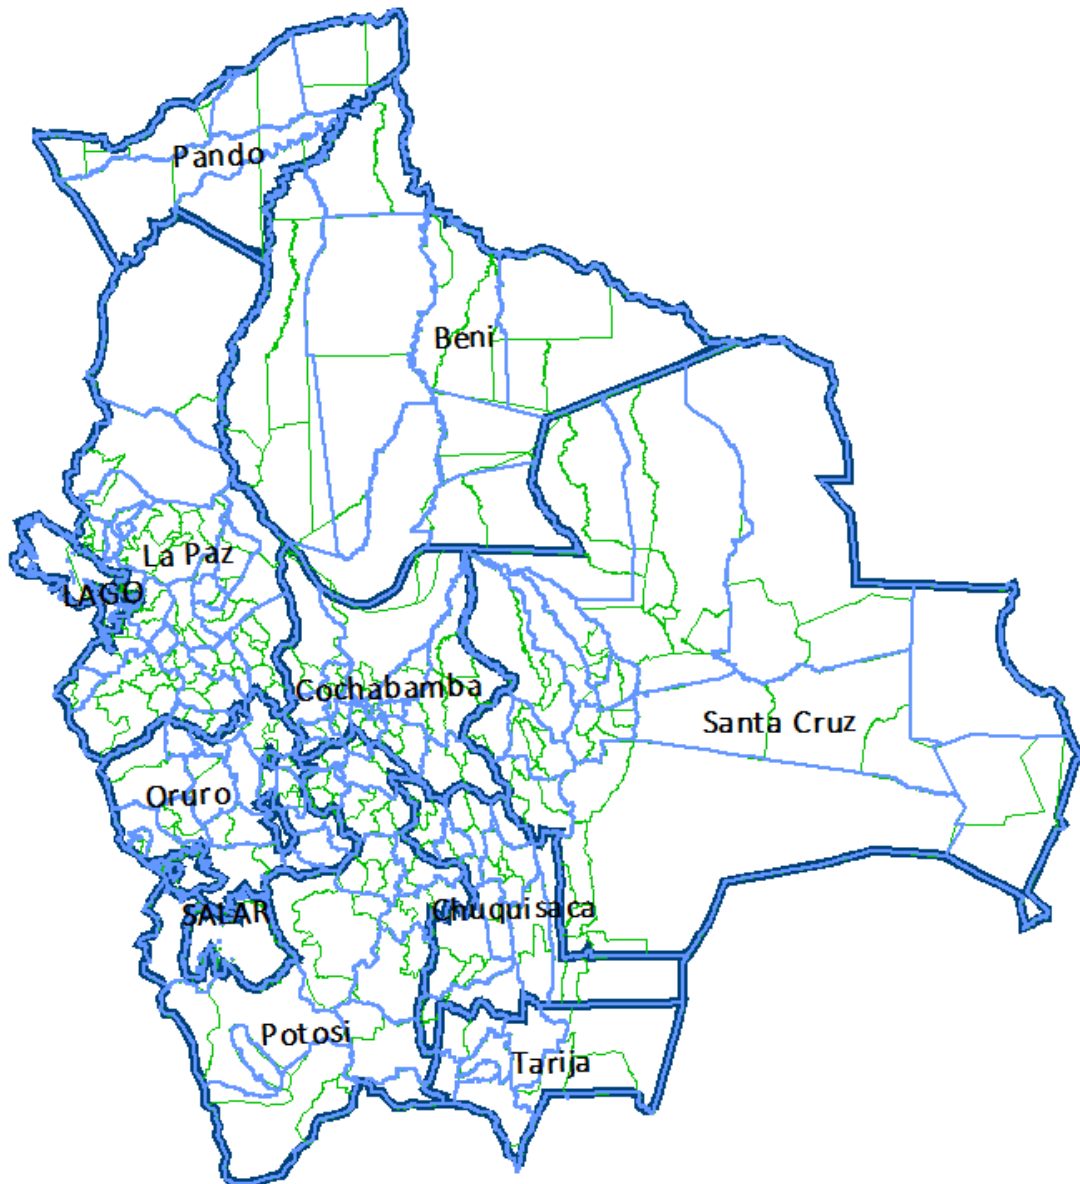 Pando
Beni
La Paz
LAGO
Cochabamba
Santa Cruz
Oruro
SALAR
Chuquisaca
Potosi
Tarija